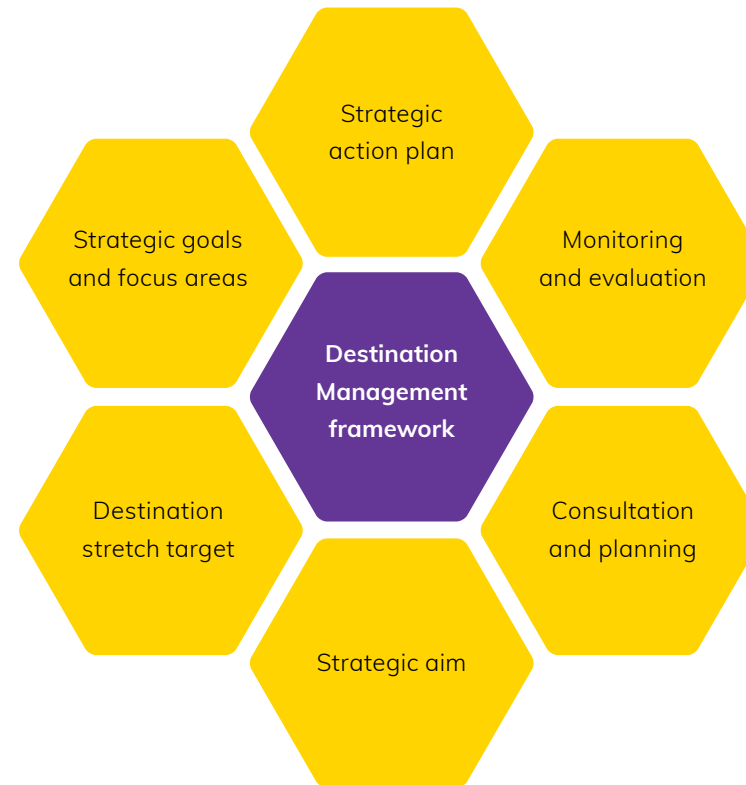 Strategic
action plan
Strategic goals
and focus areas
Monitoring
and evaluation
Destination
Management
framework
Destination
stretch target
Consultation
and planning
Strategic aim